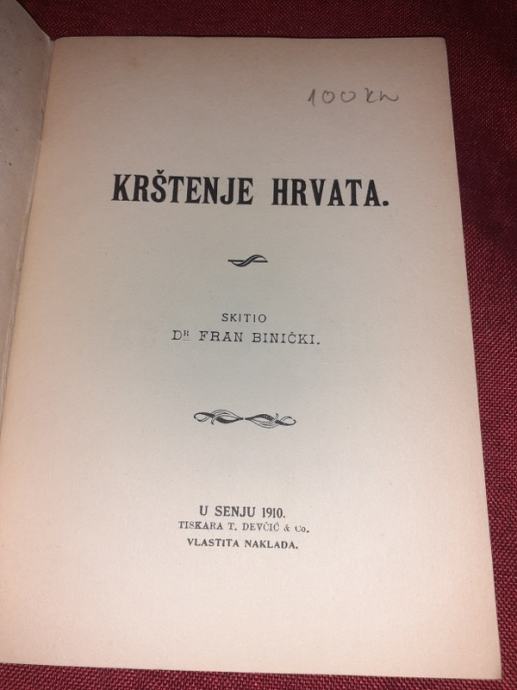 100 kn
KRŠTENJE HRVATA.
SKITIO
DR FRAN BINIČKI.
U SENJU 1910.
TISKARA T. DEVČIĆ & Co.
VLASTITA NAKLADA.